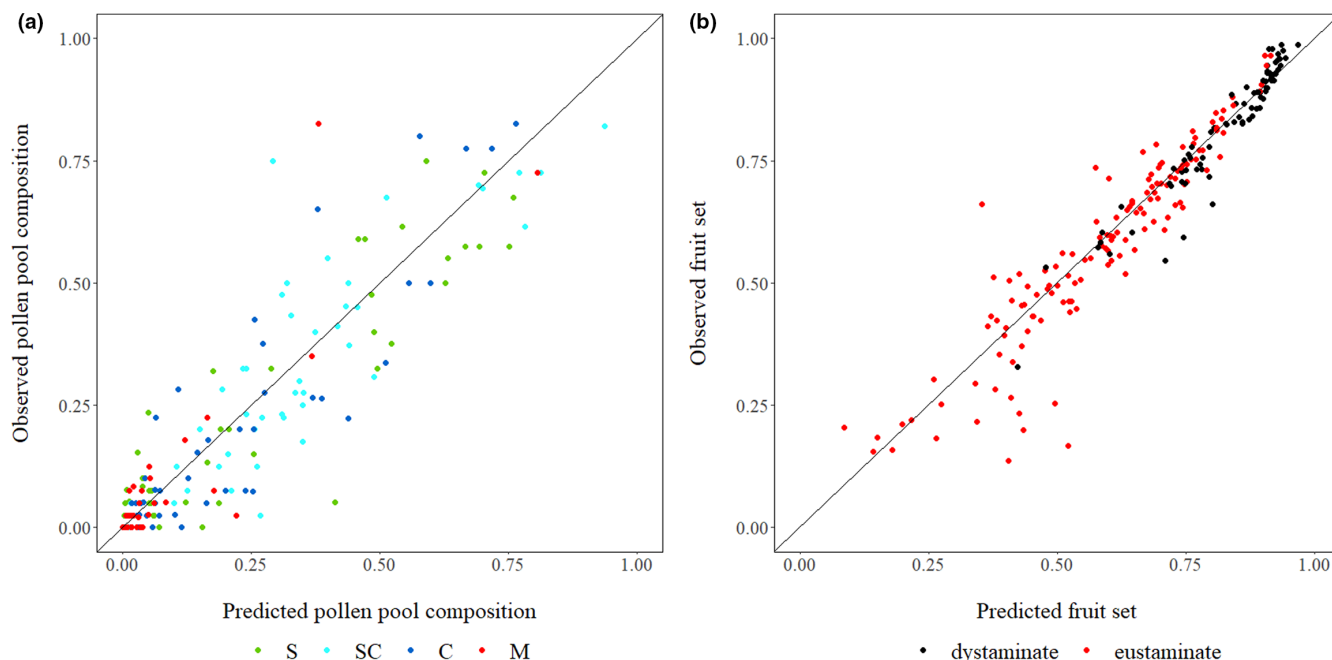 (a)
1.00
0.75
0.50
0.25
0.00
Observed pollen pool composition
0.00 0.25 0.50 0.75 1.00
Predicted pollen pool composition
S SC C M
(b)
1.00
0.75
0.50
0.25
0.00
Observed fruit set
0.00 0.25 0.50 0.75 1.00
Predicted fruit set
dystaminate eustaminate